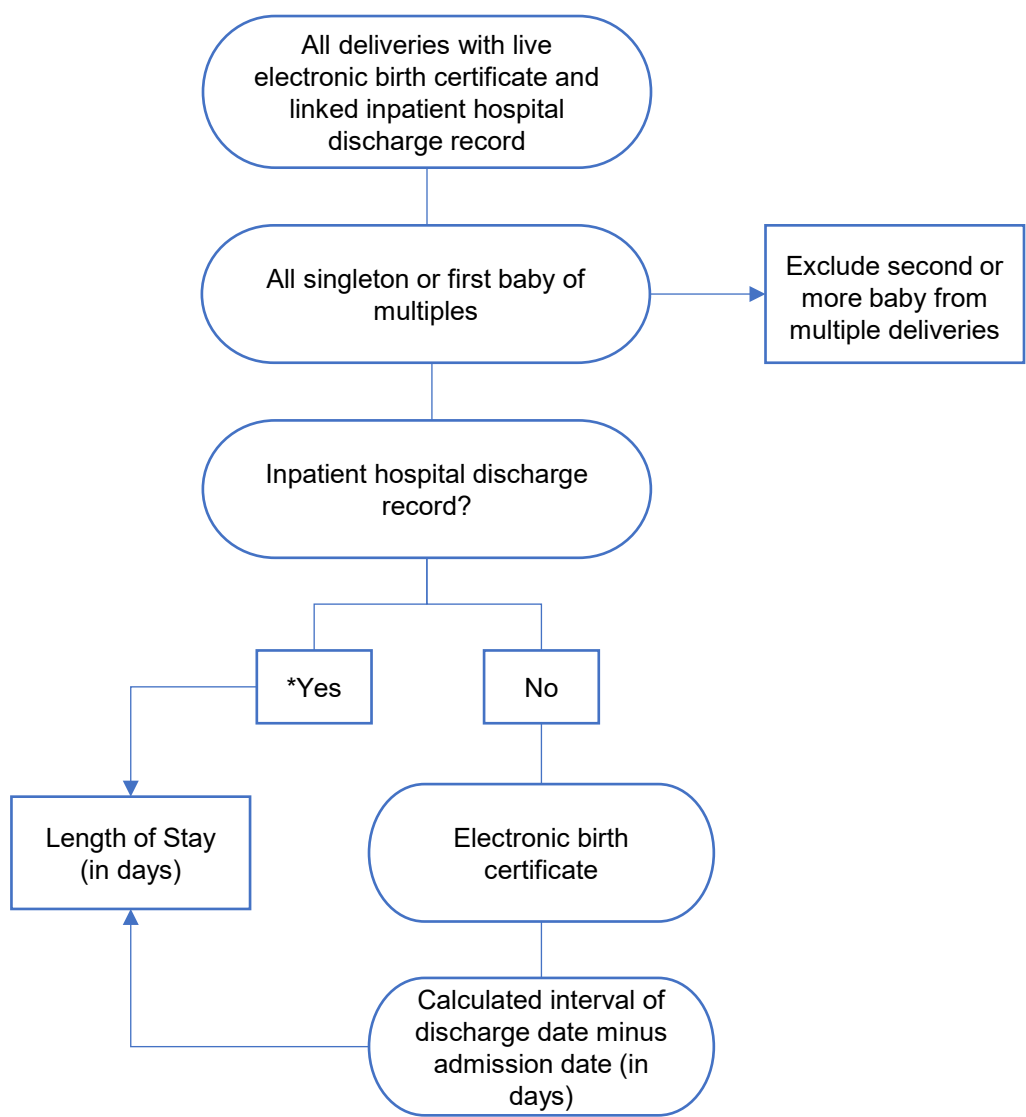 All deliveries with live
electronic birth certificate and
linked inpatient hospital
discharge record
All singleton or first baby of
multiples
Exclude second or
more baby from
multiple deliveries
Inpatient hospital discharge
record?
*Yes
No
Length of Stay
(in days)
Electronic birth
certificate
Calculated interval of
discharge date minus
admission date (in
days)